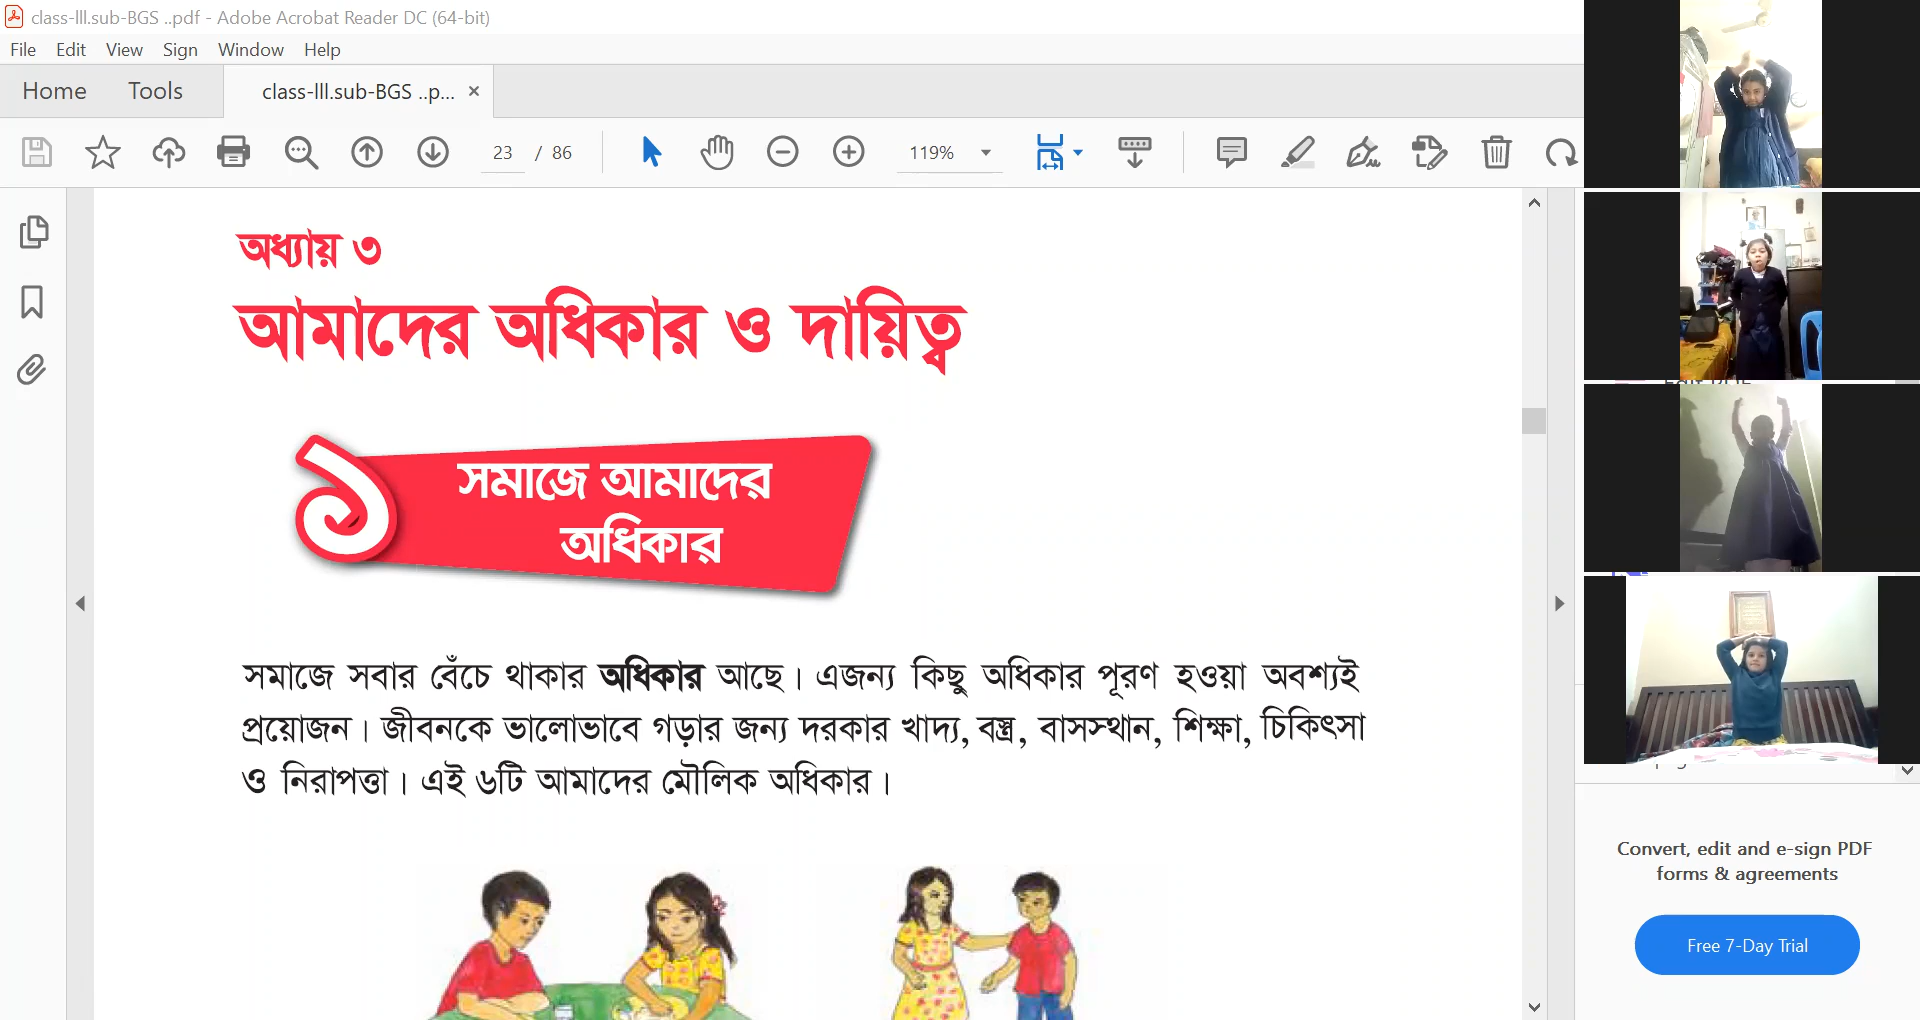 class-III.sub-BGS ..pdf - Adobe Acrobat Reader DC (64-bit)
File Edit View Sign Window Help
Home Tools class-III.sub-BGS ..p... ×
23 / 86 119%
অধ্যায় ৩
আমাদের অধিকার ও দায়িত্ব
১
সমাজে আমাদের
অধিকার
সমাজে সবার বেঁচে থাকার অধিকার আছে। এজন্য কিছু অধিকার পূরণ হওয়া অবশ্যই
প্রয়োজন। জীবনকে ভালোভাবে গড়ার জন্য দরকার খাদ্য, বস্ত্র, বাসস্থান, শিক্ষা, চিকিৎসা
ও নিরাপত্তা। এই ৬টি আমাদের মৌলিক অধিকার।
Convert, edit and e-sign PDF
forms & agreements
Free 7-Day Trial